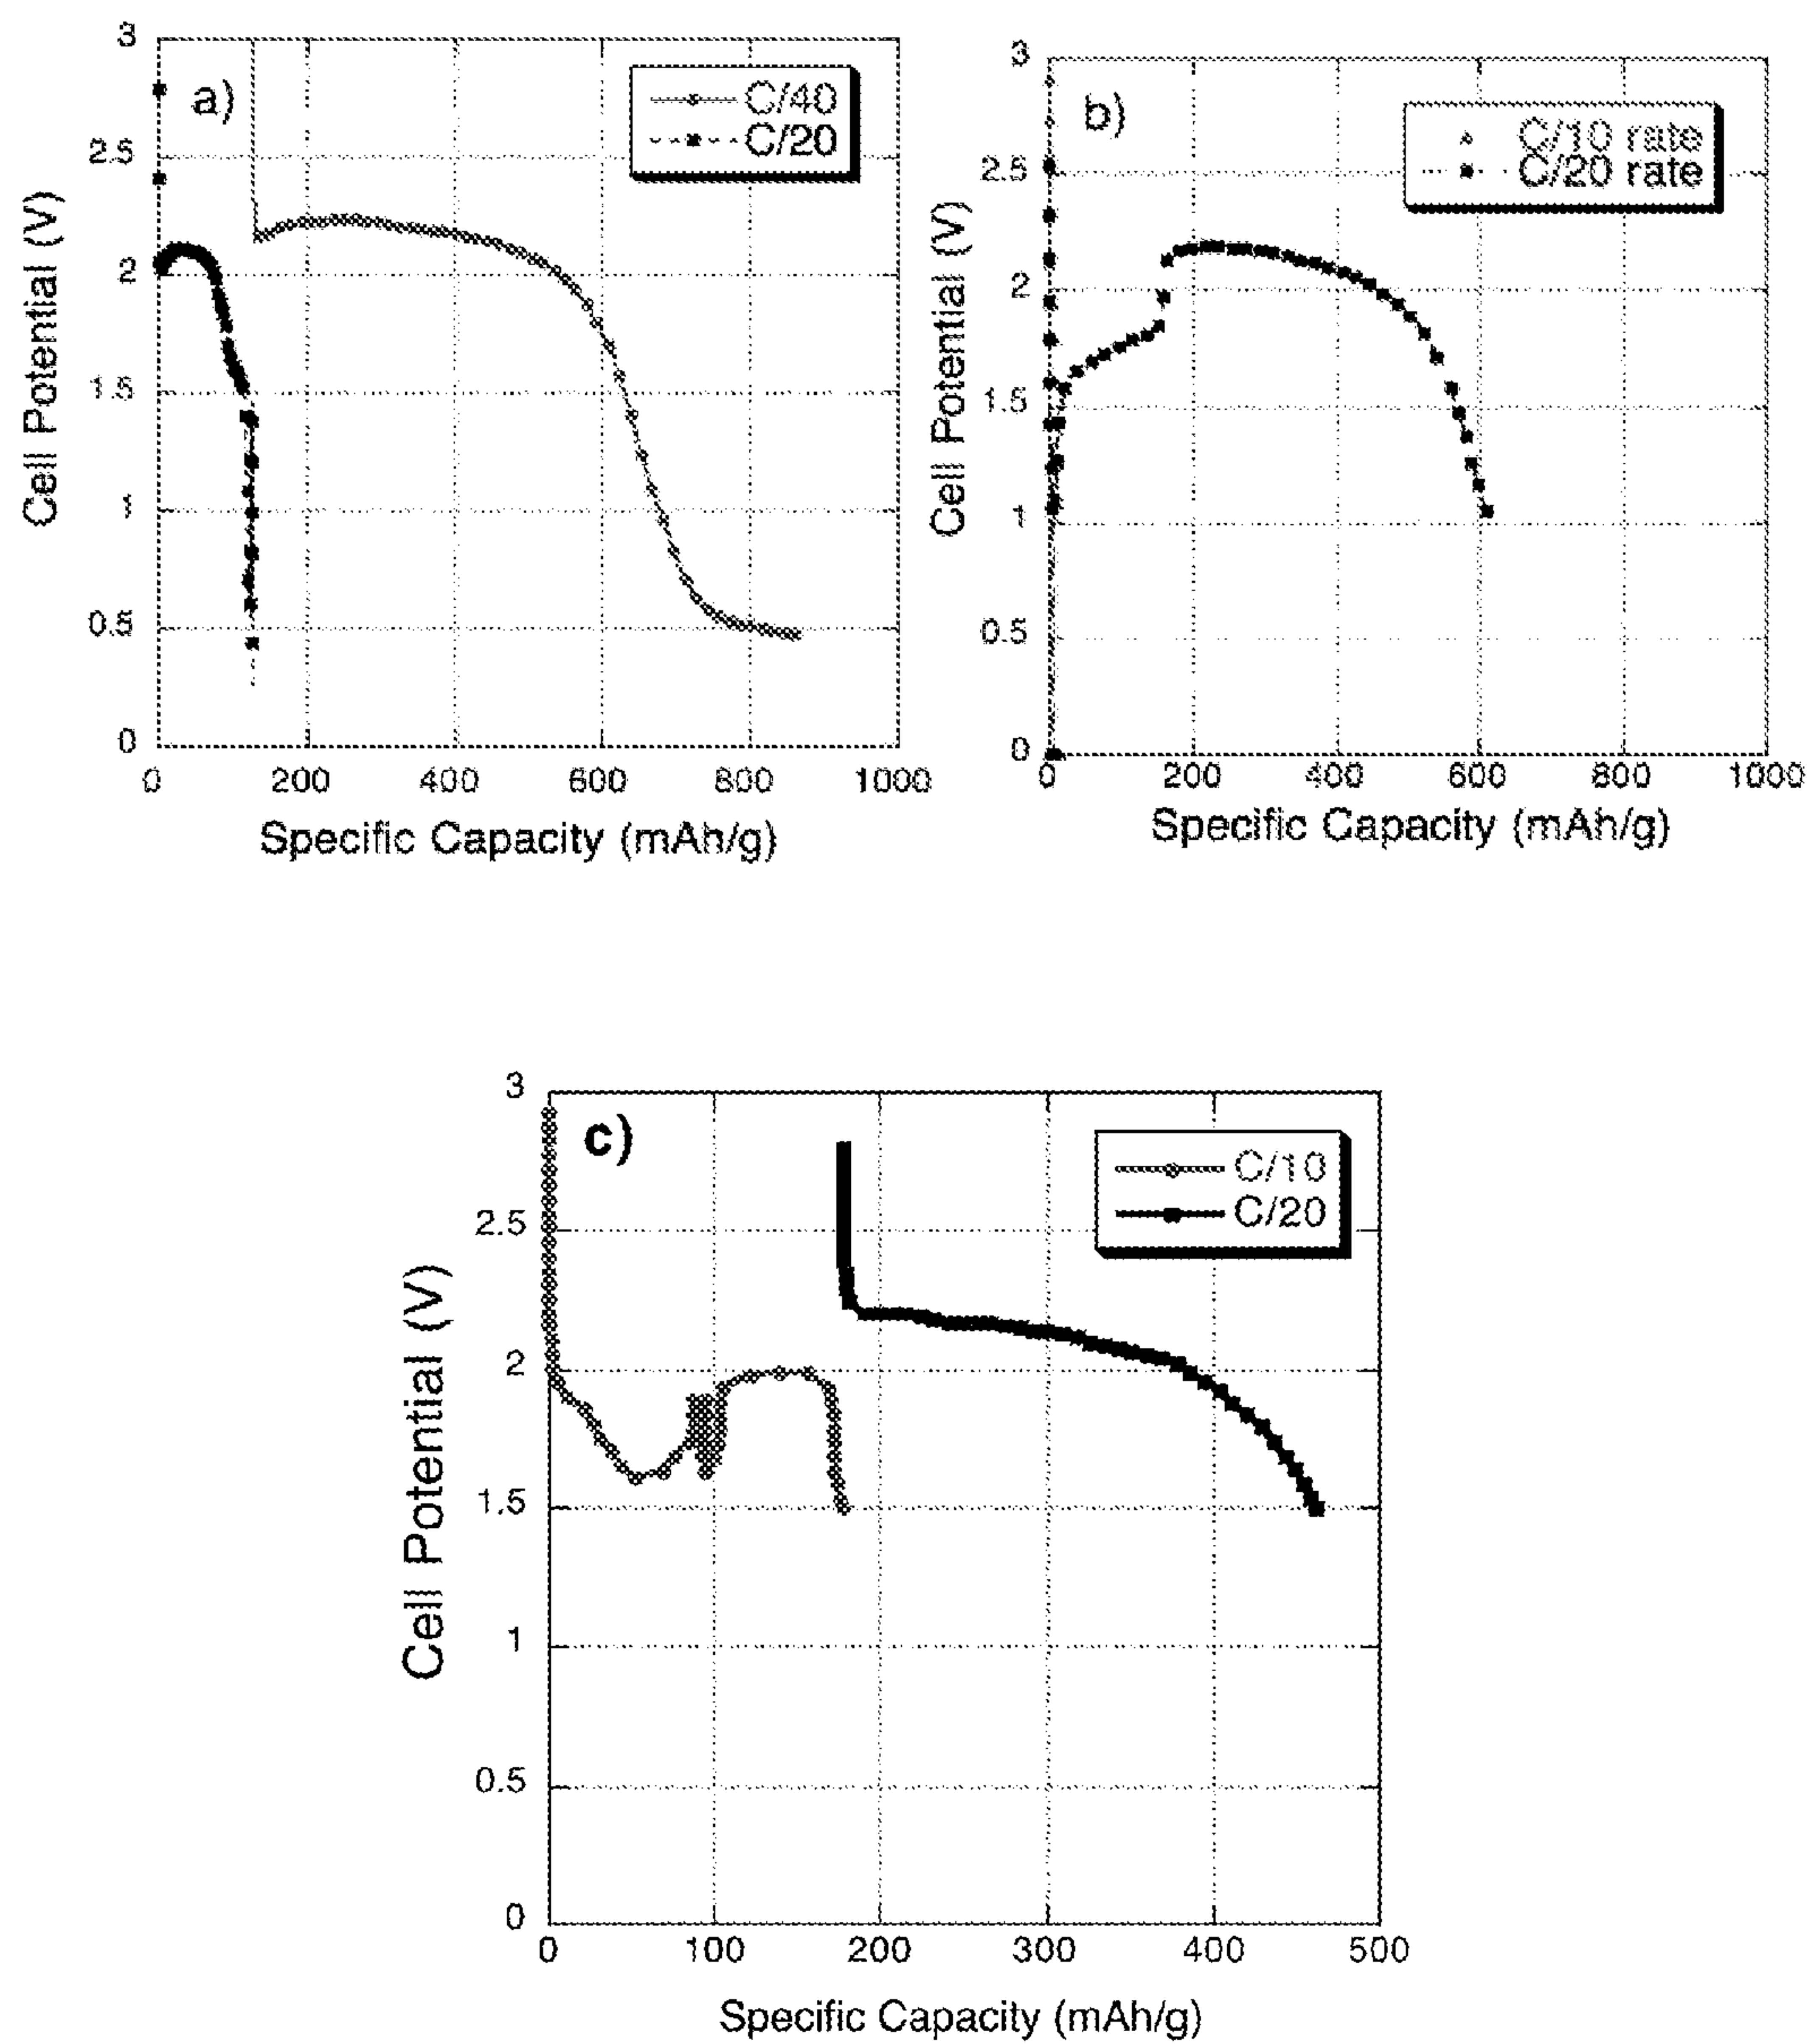 a)
C/40
C/20
3
2.5
2
1.5
1
0.5
0
Cell Potential (V)
0 200 400 600 800 1000
Specific Capacity (mAh/g)
b)
C/10 rate
C/20 rate
3
2.5
2
1.5
1
0.5
0
Cell Potential (V)
0 200 400 600 800 1000
Specific Capacity (mAh/g)
c)
C/10
C/20
3
2.5
2
1.5
1
0.5
0
Cell Potential (V)
0 100 200 300 400 500
Specific Capacity (mAh/g)